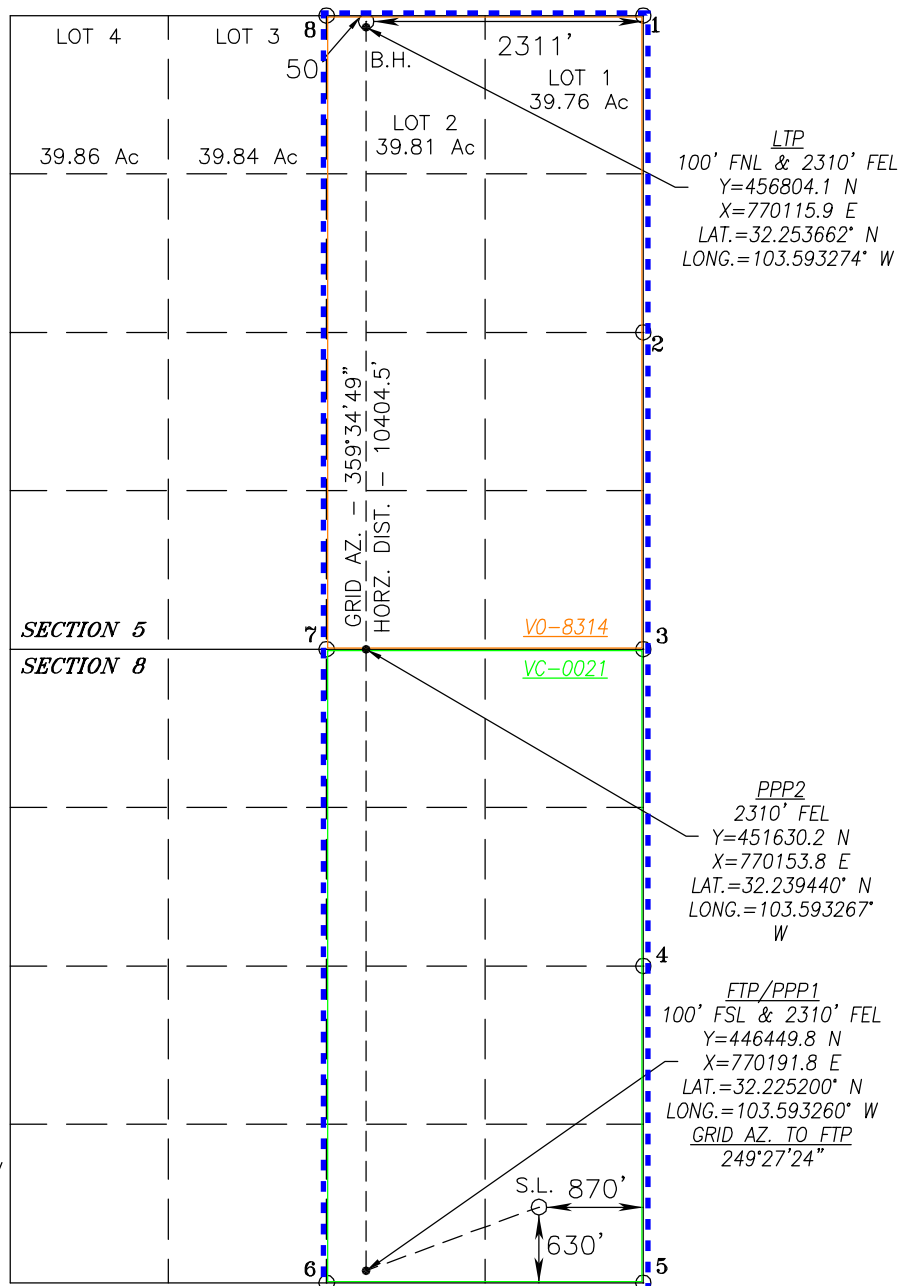 8
1
LOT 4
LOT 3
2311'
50
B.H.
LOT 1
39.76 Ac
LOT 2
39.81 Ac
39.86 Ac
39.84 Ac
LTP
100' FNL & 2310' FEL
Y=456804.1 N
X=770115.9 E
LAT.=32.253662° N
LONG.=103.593274° W
2
GRID AZ. - 359°34'49"
HORZ. DIST. - 10404.5'
SECTION 5
7
VO-8314
3
SECTION 8
VC-0021
PPP2
2310' FEL
Y=451630.2 N
X=770153.8 E
LAT.=32.239440° N
LONG.=103.593267°
W
4
FTP/PPP1
100' FSL & 2310' FEL
Y=446449.8 N
X=770191.8 E
LAT.=32.225200° N
LONG.=103.593260° W
GRID AZ. TO FTP
249°27'24"
S.L.
870'
630'
6
5